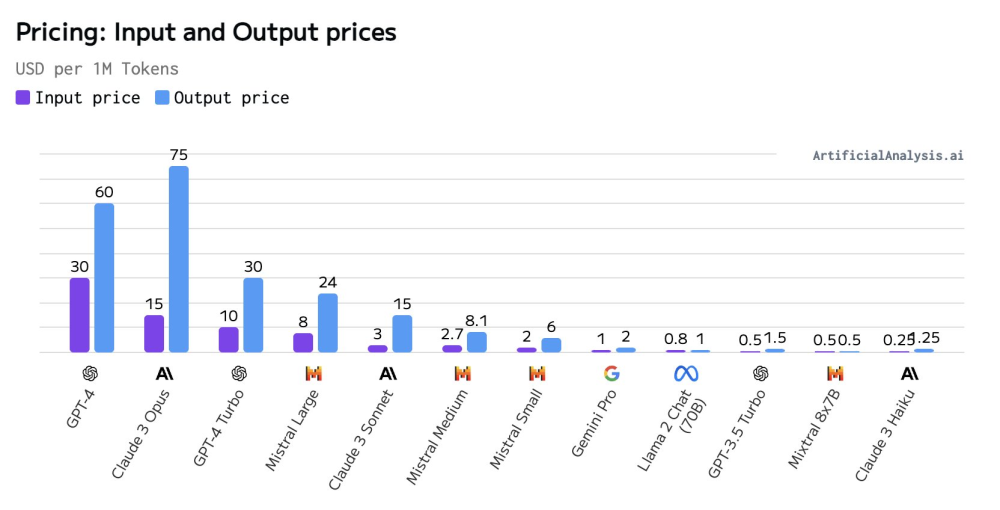 Pricing: Input and Output prices
USD per 1M Tokens
Input price Output price
ArtificialAnalysis.ai
30 60
15 75
10 30
8 24
3 15
2.7 8.1
2 6
1 2
0.8 1
0.5 1.5
0.5 0.5
0.25 1.25
GPT-4
Claude 3 Opus
GPT-4 Turbo
Mistral Large
Claude 3 Sonnet
Mistral Medium
Mistral Small
Gemini Pro
Llama 2 Chat
(70B)
GPT-3.5 Turbo
Mixtral 8x7B
Claude 3 Haiku